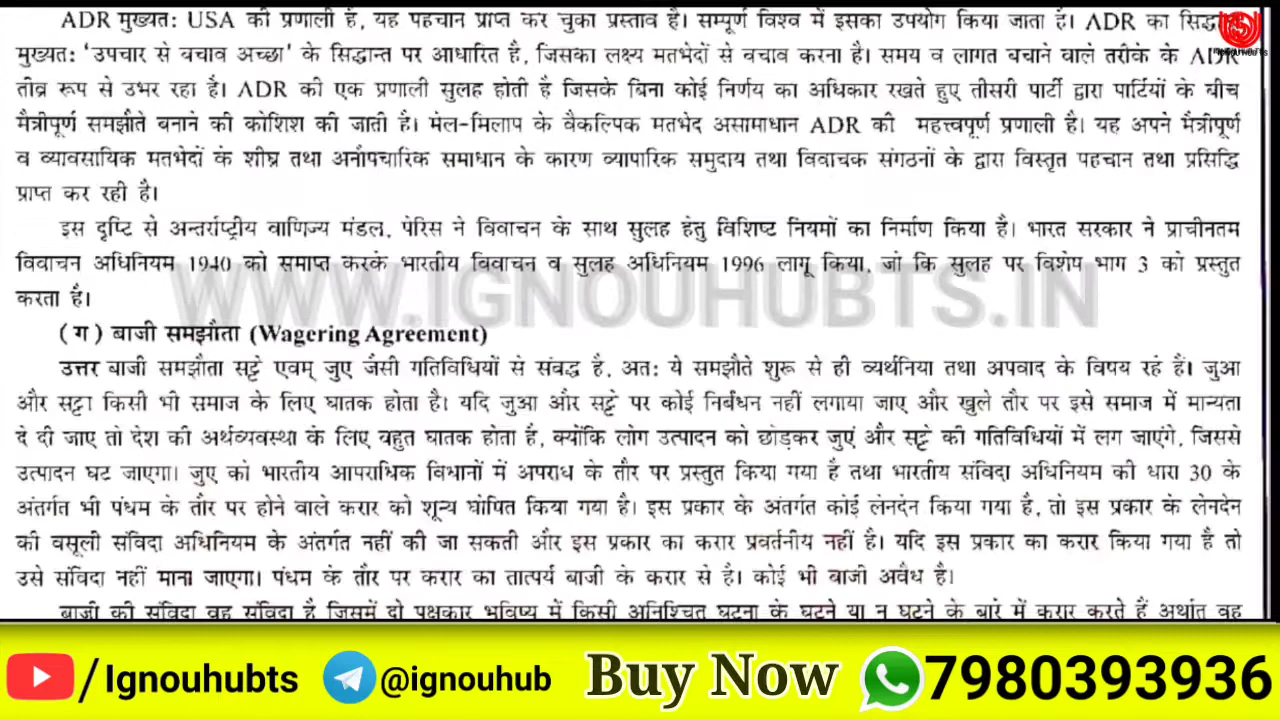 ADR मुख्यत: USA की प्रणाली है, यह पहचान प्राप्त कर चुका प्रस्ताव है। सम्पूर्ण विश्व में इसका उपयोग किया जाता है। ADR का
मुख्यत: ‘उपचार से बचाव अच्छा’ के सिद्धान्त पर आधारित है, जिसका लक्ष्य मतभेदों से बचाव करना है। समय व लागत बचाने वाले तरीके के ADR
तीव्र रूप से उभर रहा है। ADR की एक प्रणाली सुलह होती है जिसके बिना कोई निर्णय का अधिकार रखते हुए तीसरी पार्टी द्वारा पार्टियों के बीच
मैत्रीपूर्ण समझौते बनाने की कोशिश की जाती है। मेल-मिलाप के वैकल्पिक मतभेद असामाधान ADR की महत्त्वपूर्ण प्रणाली है। यह अपने मैत्रीपूर्ण
व व्यावसायिक मतभेदों के शीघ्र तथा अनौपचारिक समाधान के कारण व्यापारिक समुदाय तथा विवाचक संगठनों के द्वारा विस्तृत पहचान तथा प्रसिद्धि
प्राप्त कर रही है।
इस दृष्टि से अन्तर्राष्ट्रीय वाणिज्य मंडल, पेरिस ने विवाचन के साथ सुलह हेतु विशिष्ट नियमों का निर्माण किया है। भारत सरकार ने प्राचीनतम
विवाचन अधिनियम 1940 को समाप्त करके भारतीय विवाचन व सुलह अधिनियम 1996 लागू किया, जो कि सुलह पर विशेष भाग 3 को प्रस्तुत
करता है।
WWW.IGNOUHUBTS.IN
(ग) बाजी समझौता (Wagering Agreement)
उत्तर बाजी समझौता सट्टे एवम् जुए जैसी गतिविधियों से संबद्ध है, अत: ये समझौते शुरू से ही व्यर्थनिया तथा अपवाद के विषय रहे हैं। जुआ
और सट्टा किसी भी समाज के लिए घातक होता है। यदि जुआ और सट्टे पर कोई निर्बंधन नहीं लगाया जाए और खुले तौर पर इसे समाज में मान्यता
दे दी जाए तो देश की अर्थव्यवस्था के लिए बहुत घातक होता है, क्योंकि लोग उत्पादन को छोड़कर जुएं और सट्टे की गतिविधियों में लग जाएंगे, जिससे
उत्पादन घट जाएगा। जुए को भारतीय आपराधिक विधानों में अपराध के तौर पर प्रस्तुत किया गया है तथा भारतीय संविदा अधिनियम की धारा 30 के
अंतर्गत भी पंधम के तौर पर होने वाले करार को शून्य घोषित किया गया है। इस प्रकार के अंतर्गत कोई लेनदेन किया गया है, तो इस प्रकार के लेनदेन
की वसूली संविदा अधिनियम के अंतर्गत नहीं की जा सकती और इस प्रकार का करार प्रवर्तनीय नहीं है। यदि इस प्रकार का करार किया गया है तो
उसे संविदा नहीं माना जाएगा। पंधम के तौर पर करार का तात्पर्य बाजी के करार से है। कोई भी बाजी अवैध है।
बाजी की संविदा वह संविदा है जिसमें दो पक्षकार भविष्य में किसी अनिश्चित घटना के घटने या न घटने के बारे में करार करते हैं अर्थात वह
/Ignouhubts @ignouhub Buy Now 7980393936